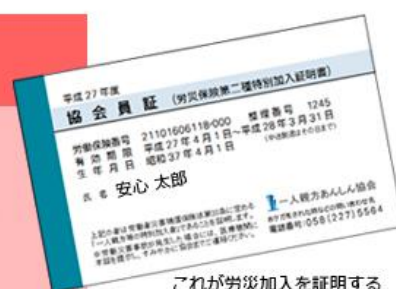 平成27年度
協会員証（労災保険第二種特別加入証明書）
労働保険番号 21101606118-000 整理番号 1245
有効期限 平成27年4月1日～平成28年3月31日
生年月日 昭和37年4月1日
氏名 安心 太郎
一人親方あんしん協会
電話番号:058(227)5564
これが労災加入を証明する